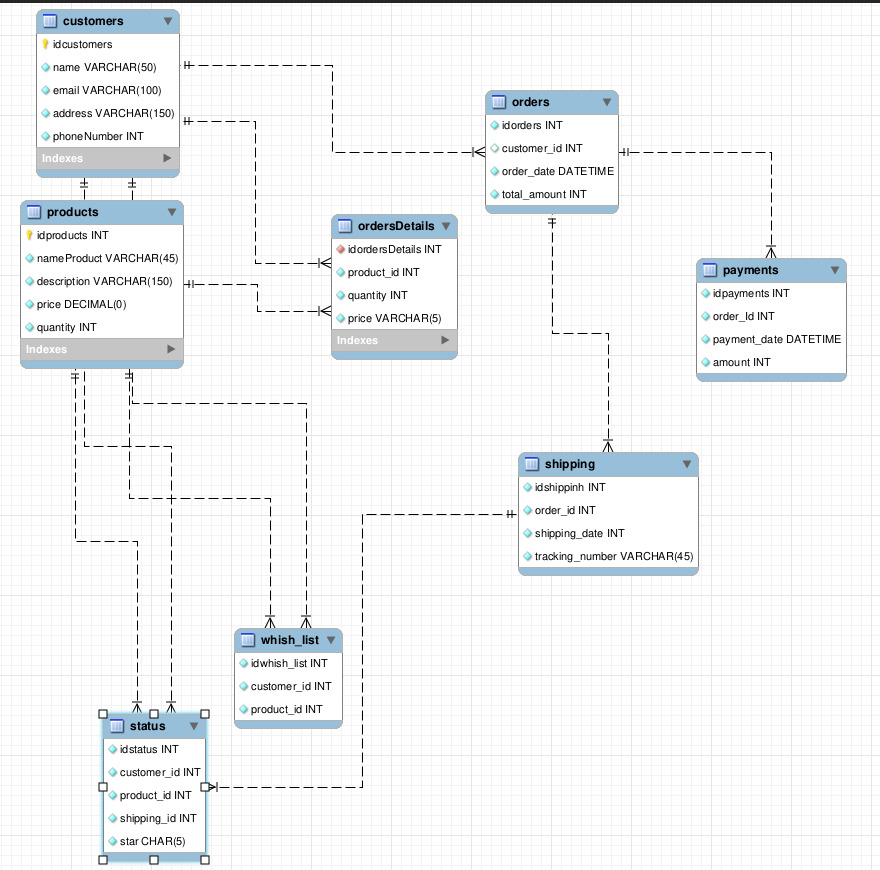 customers
idcustomers
name VARCHAR(50)
email VARCHAR(100)
address VARCHAR(150)
phoneNumber INT
Indexes
products
idproducts INT
nameProduct VARCHAR(45)
description VARCHAR(150)
price DECIMAL(0)
quantity INT
Indexes
ordersDetails
idordersDetails INT
product_id INT
quantity INT
price VARCHAR(5)
Indexes
orders
idorders INT
customer_id INT
order_date DATETIME
total_amount INT
payments
idpayments INT
order_Id INT
payment_date DATETIME
amount INT
shipping
idshippinh INT
order_id INT
shipping_date INT
tracking_number VARCHAR(45)
whish_list
idwhish_list INT
customer_id INT
product_id INT
status
idstatus INT
customer_id INT
product_id INT
shipping_id INT
star CHAR(5)